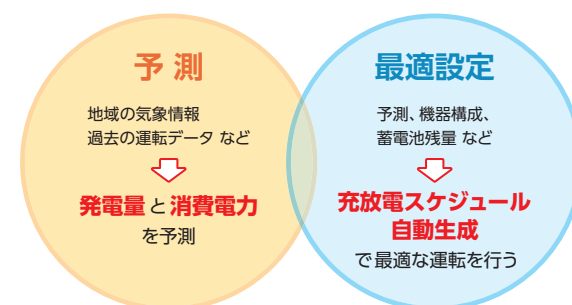 予 測
地域の気象情報
過去の運転データ など
発電量と消費電力
を予測
最適設定
予測、機器構成、
蓄電池残量 など
充放電スケジュール
自動生成
で最適な運転を行う